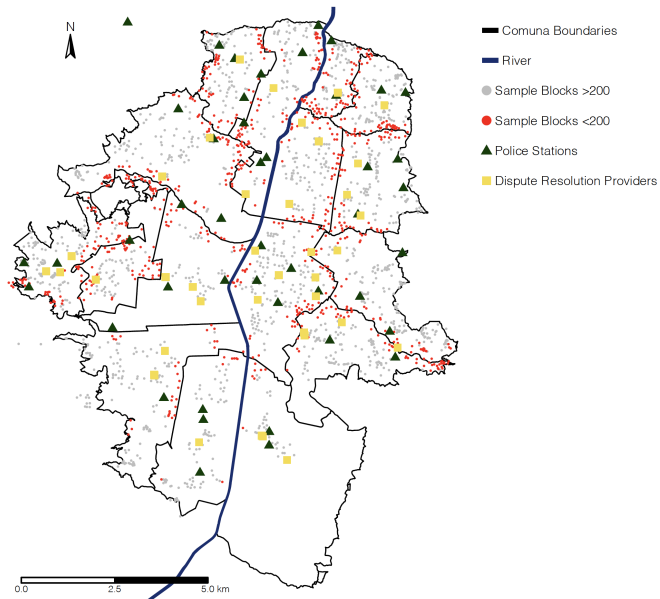 N
Comuna Boundaries
River
Sample Blocks >200
Sample Blocks <200
Police Stations
Dispute Resolution Providers
0.0 2.5 5.0 km